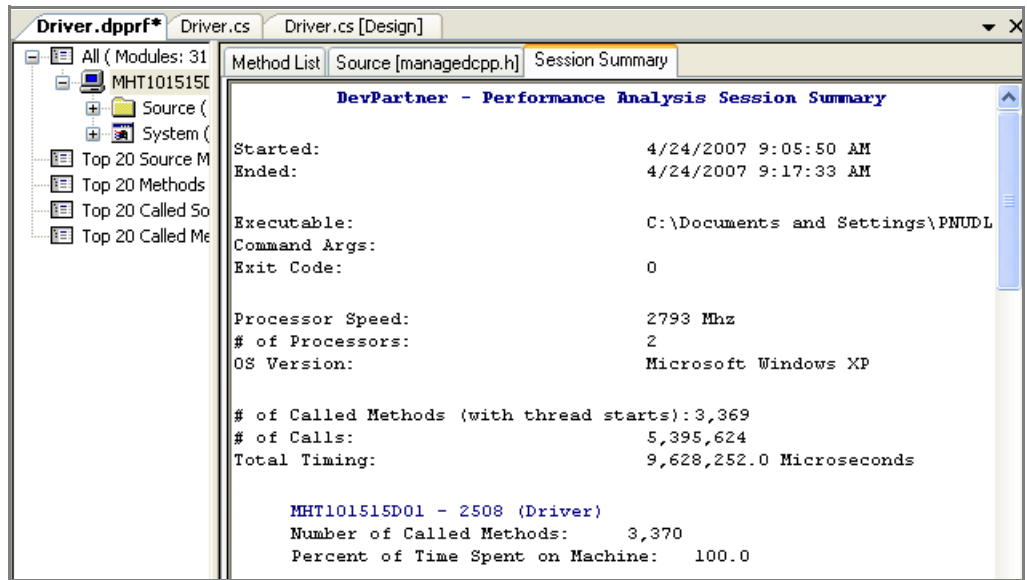 Driver.dpprf* Driver.cs Driver.cs [Design]
All ( Modules: 31
MHT101515D
Source (
System (
Top 20 Source M
Top 20 Methods
Top 20 Called So
Top 20 Called Me
Method List Source [managedcpp.h] Session Summary
DevPartner - Performance Analysis Session Summary
Started: 4/24/2007 9:05:50 AM
Ended: 4/24/2007 9:17:33 AM
Executable: C:\Documents and Settings\PNUDL
Command Args:
Exit Code: 0
Processor Speed: 2793 Mhz
# of Processors: 2
OS Version: Microsoft Windows XP
# of Called Methods (with thread starts): 3,369
# of Calls: 5,395,624
Total Timing: 9,628,252.0 Microseconds
MHT101515D01 - 2508 (Driver)
Number of Called Methods: 3,370
Percent of Time Spent on Machine: 100.0